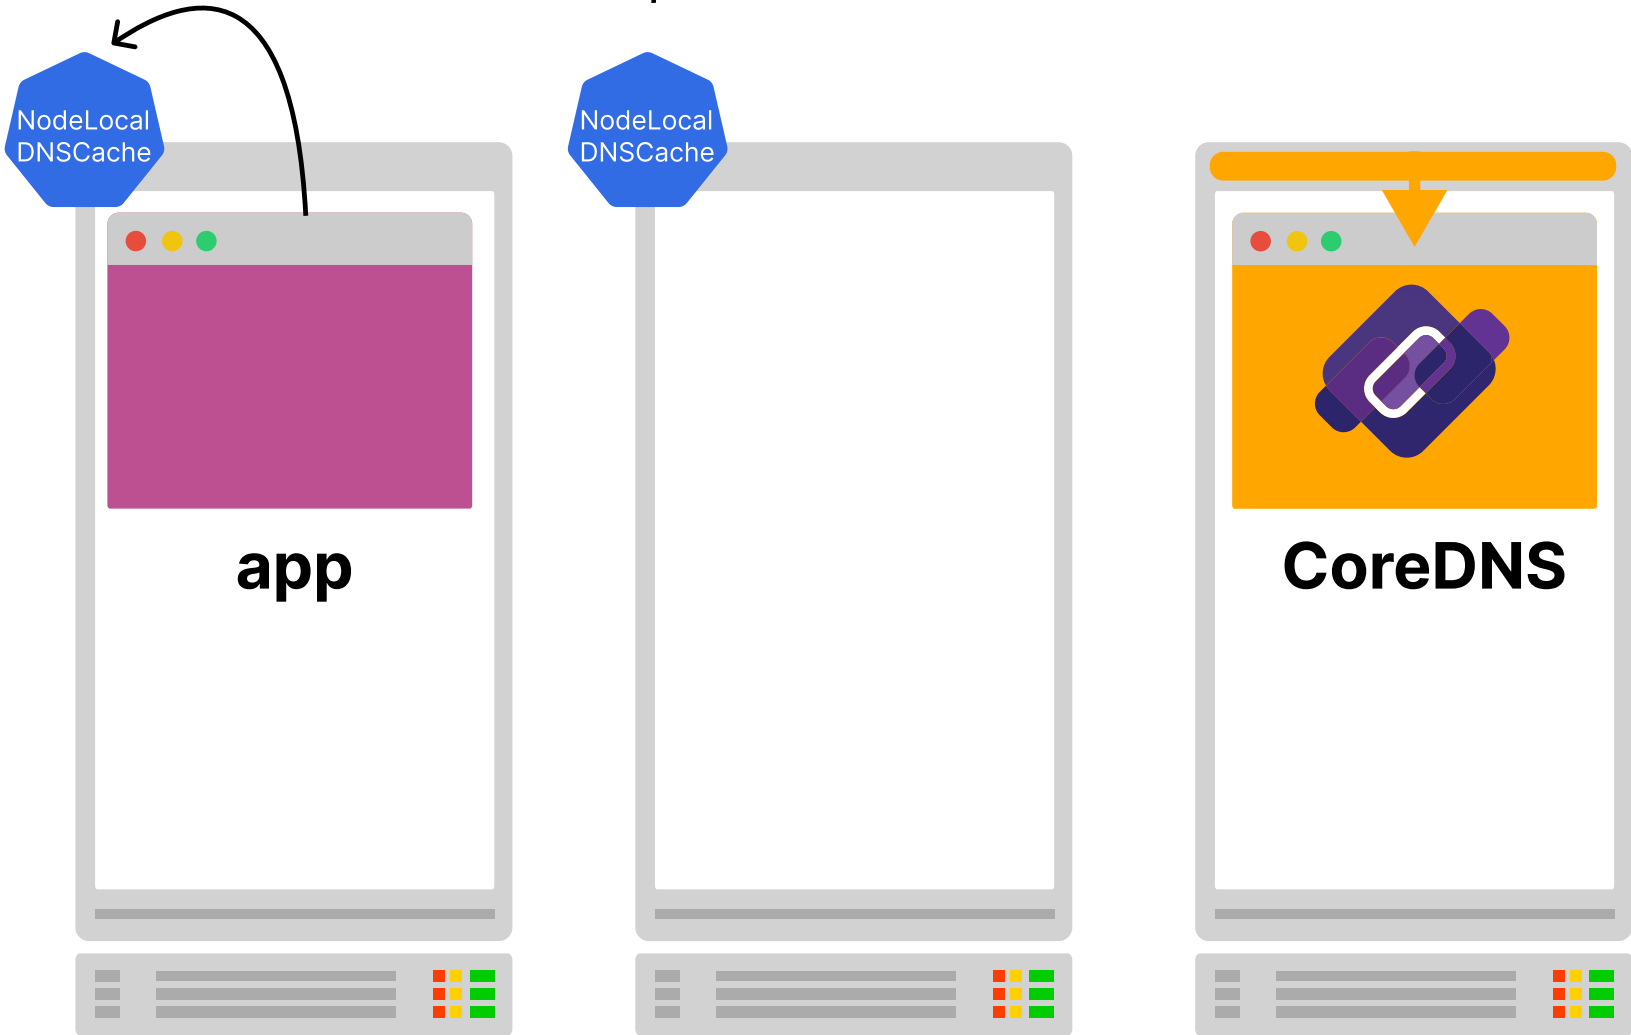 NodeLocal
DNSCache
NodeLocal
DNSCache
app
CoreDNS